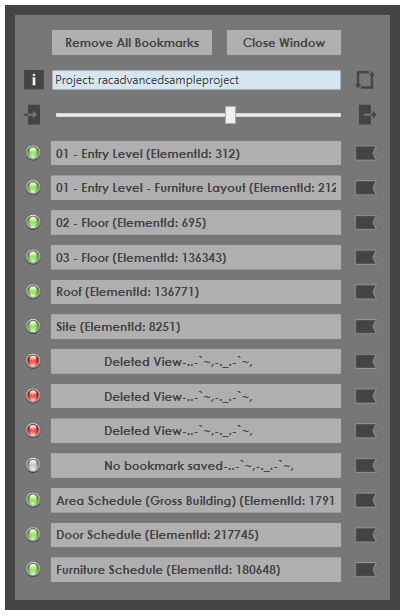 Remove All Bookmarks Close Window
i Project: racadvancedsampleproject
01 - Entry Level (ElementId: 312)
01 - Entry Level - Furniture Layout (ElementId: 212
02 - Floor (ElementId: 695)
03 - Floor (ElementId: 136343)
Roof (ElementId: 136771)
Site (ElementId: 8251)
Deleted View-..-`~,-._.-`~,
Deleted View-..-`~,-._.-`~,
Deleted View-..-`~,-._.-`~,
No bookmark saved-..-`~,-._.-`~,
Area Schedule (Gross Building) (ElementId: 1791
Door Schedule (ElementId: 217745)
Furniture Schedule (ElementId: 180648)